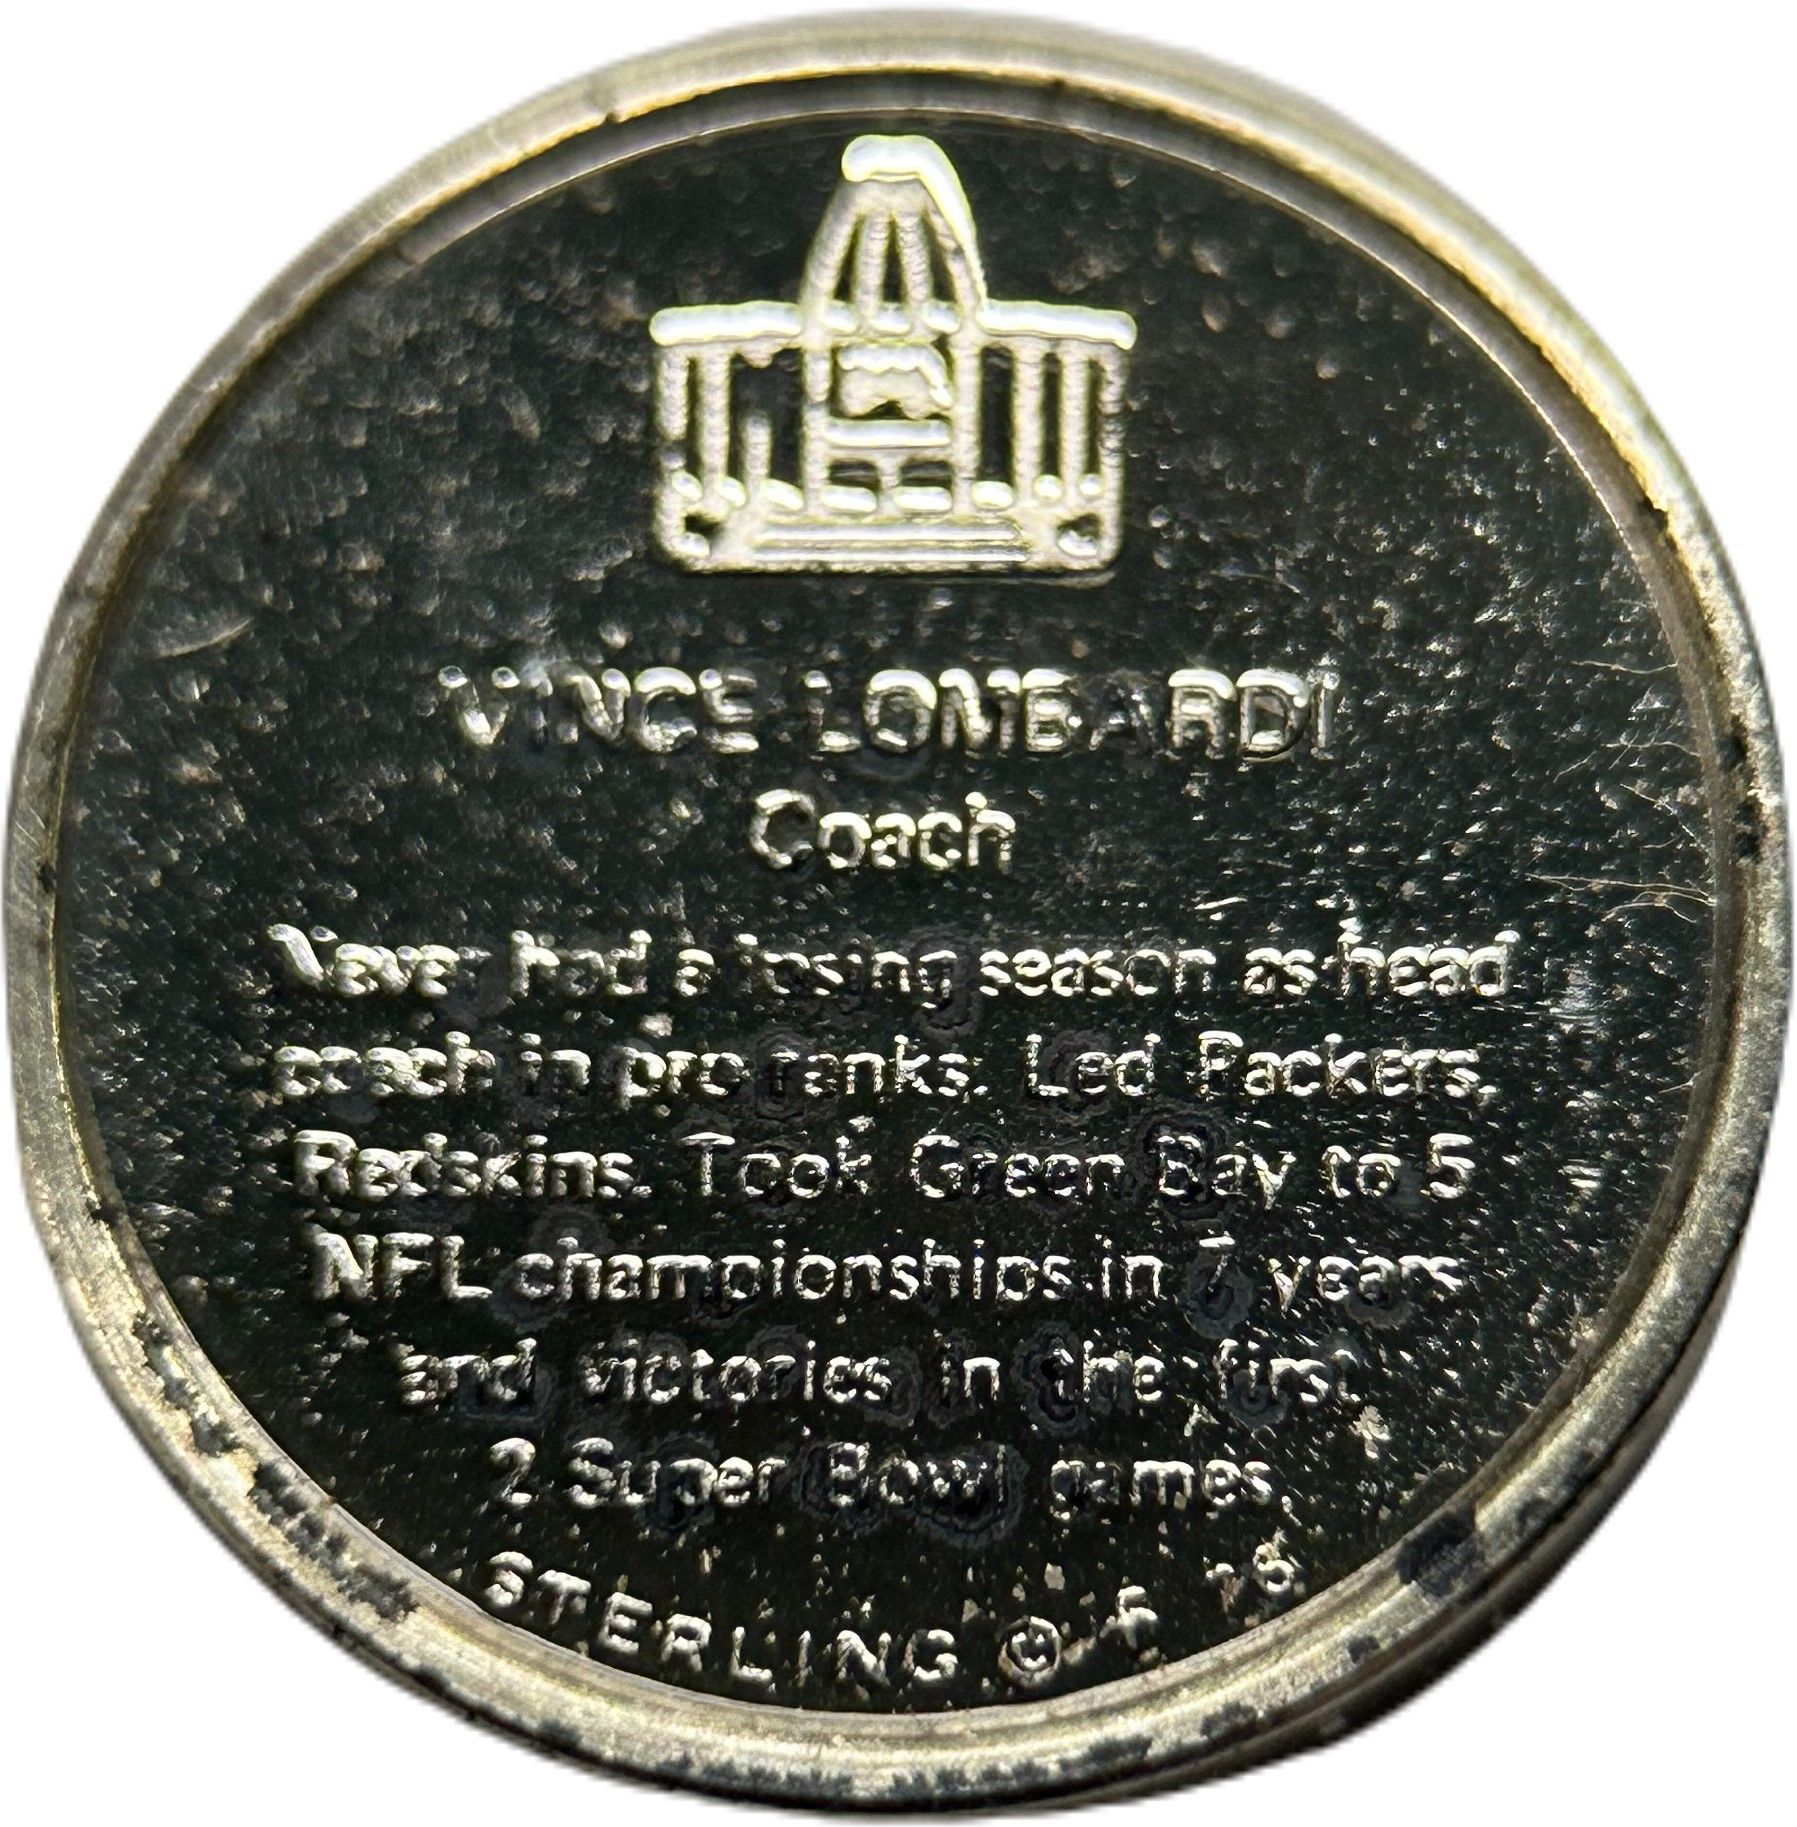 VINCE LOMBARDI
Coach
Never had a losing season as head
coach in pro ranks. Led Packers,
Redskins. Took Green Bay to 5
NFL championships in 7 years
and victories in the first
2 Super Bowl games.
STERLING ©